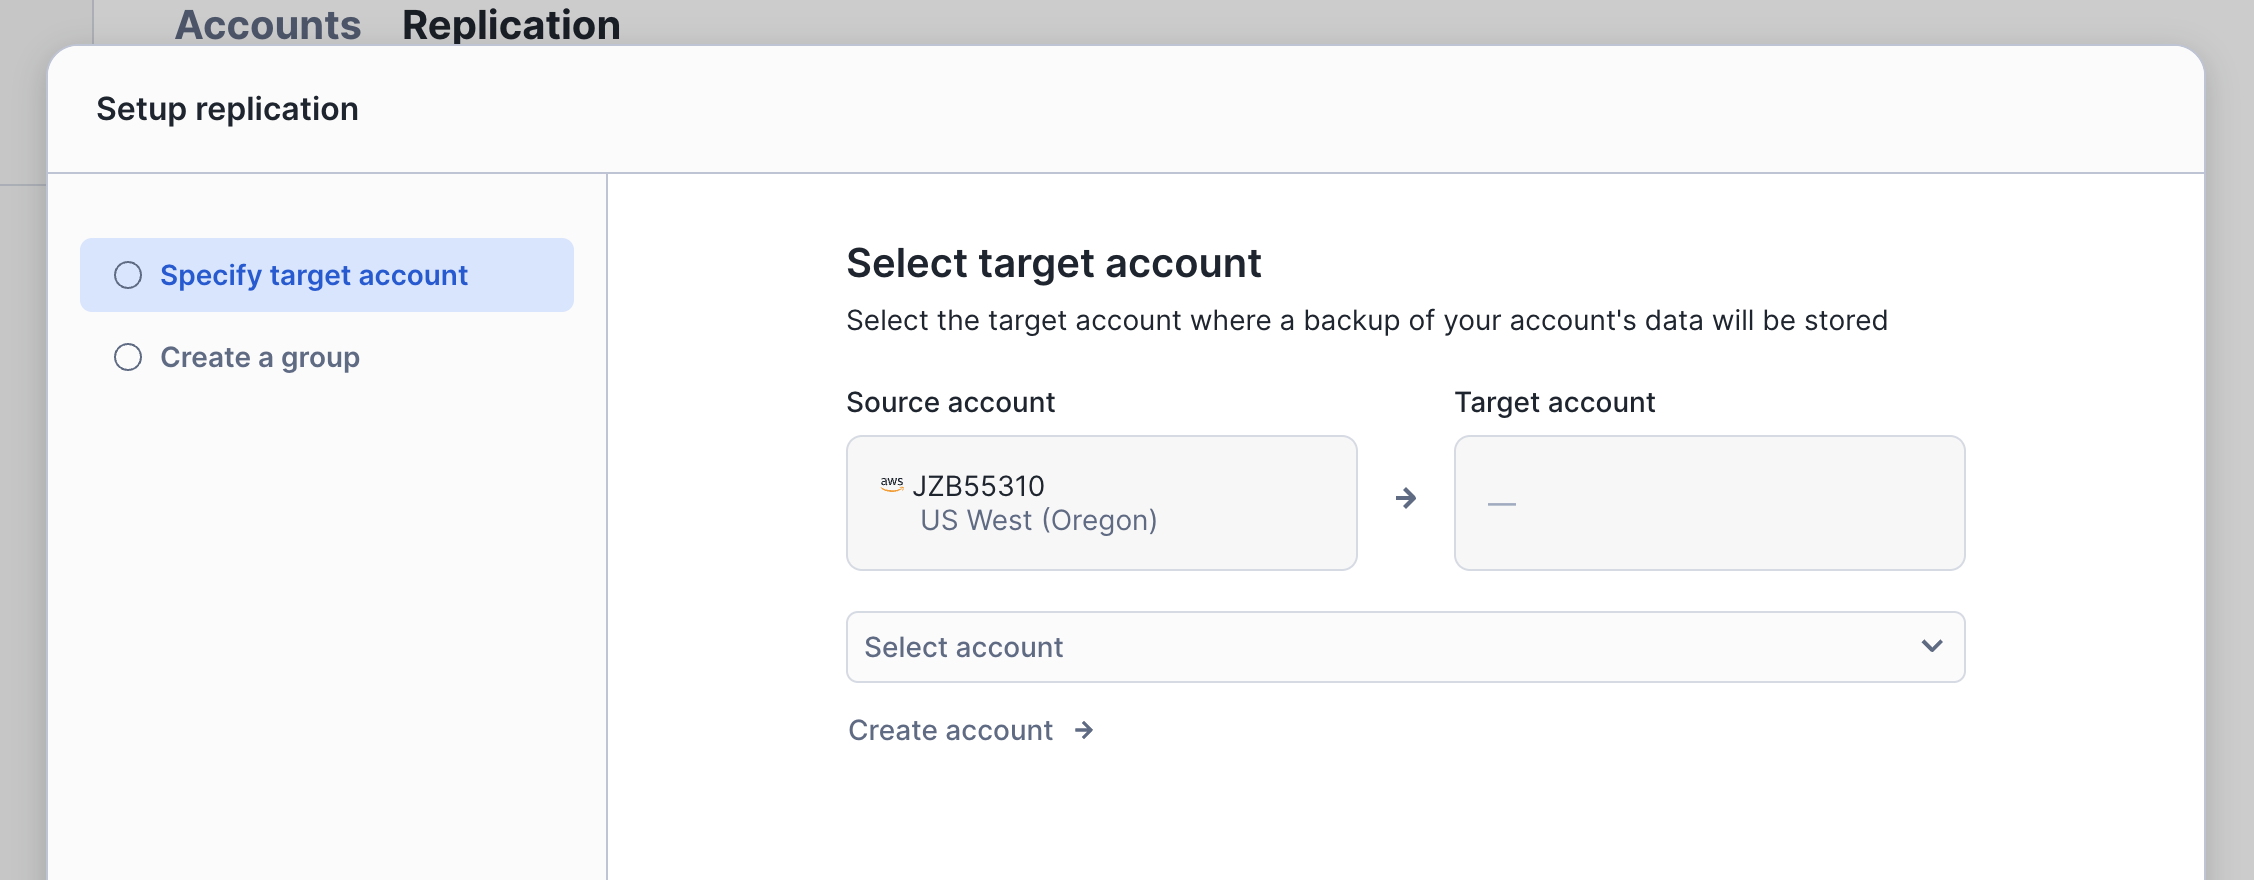 Accounts Replication
Setup replication
Specify target account
Create a group
Select target account
Select the target account where a backup of your account's data will be stored
Source account
aws JZB55310
US West (Oregon)
Target account
—
Select account
Create account →